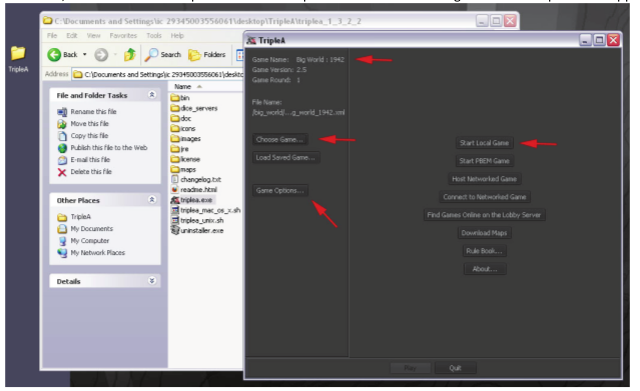 C:\Documents and Settings\jc 29345003556061\desktop\TripleA\triplea_1_3_2_2
File Edit View Favorites Tools Help
Back Search Folders
Address C:\Documents and Settings\jc 29345003556061\deskto
TripleA
File and Folder Tasks
Rename this file
Move this file
Copy this file
Publish this file to the Web
E-mail this file
Delete this file
Other Places
TripleA
My Documents
My Computer
My Network Places
Details
Name
bin
dice_servers
doc
icons
images
jre
license
maps
changelog.txt
readme.html
triplea.exe
triplea_mac_os_x.sh
triplea_unix.sh
uninstaller.exe
TripleA
Game Name: Big World : 1942
Game Version: 2.5
Game Round: 1
File Name:
/big_world/...g_world_1942.xml
Choose Game...
Load Saved Game...
Game Options...
Start Local Game
Start PBEM Game
Host Networked Game
Connect to Networked Game
Find Games Online on the Lobby Server
Download Maps
Rule Book...
About...
Play Quit